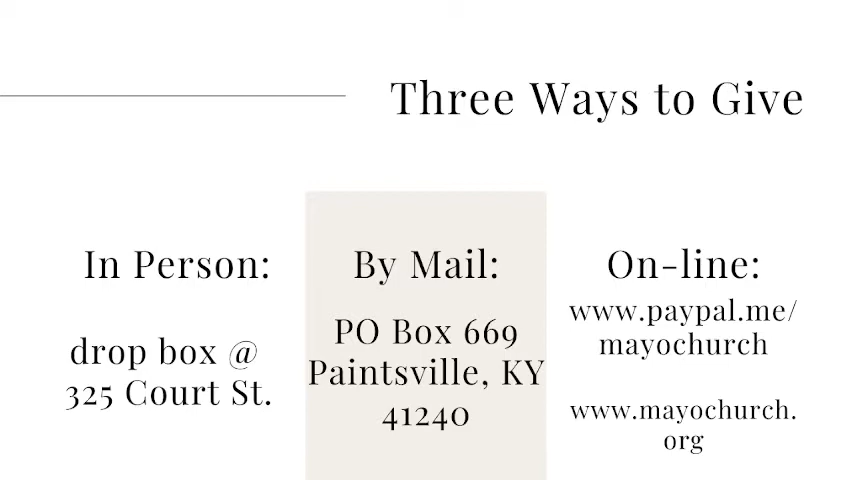 Three Ways to Give
In Person:
drop box @
325 Court St.
By Mail:
PO Box 669
Paintsville, KY
41240
On-line:
www.paypal.me/
mayochurch
www.mayochurch.
org